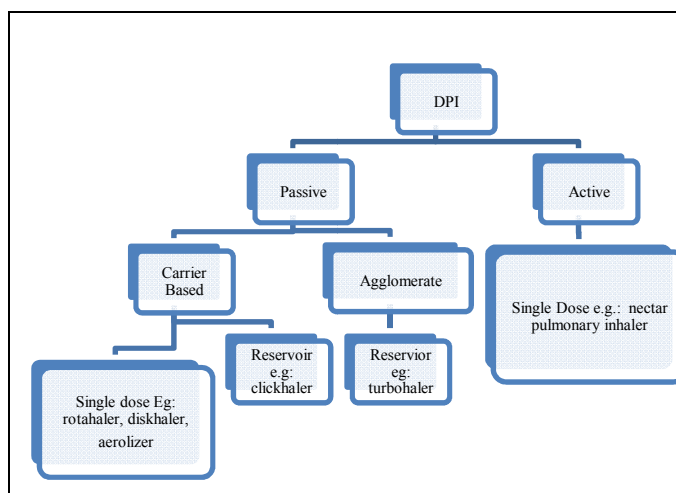 DPI
Passive
Active
Carrier
Based
Agglomerate
Single Dose e.g.: nectar
pulmonary inhaler
Reservoir
e.g:
clickhaler
Reservior
eg:
turbohaler
Single dose Eg:
rotahaler, diskhaler,
aerolizer